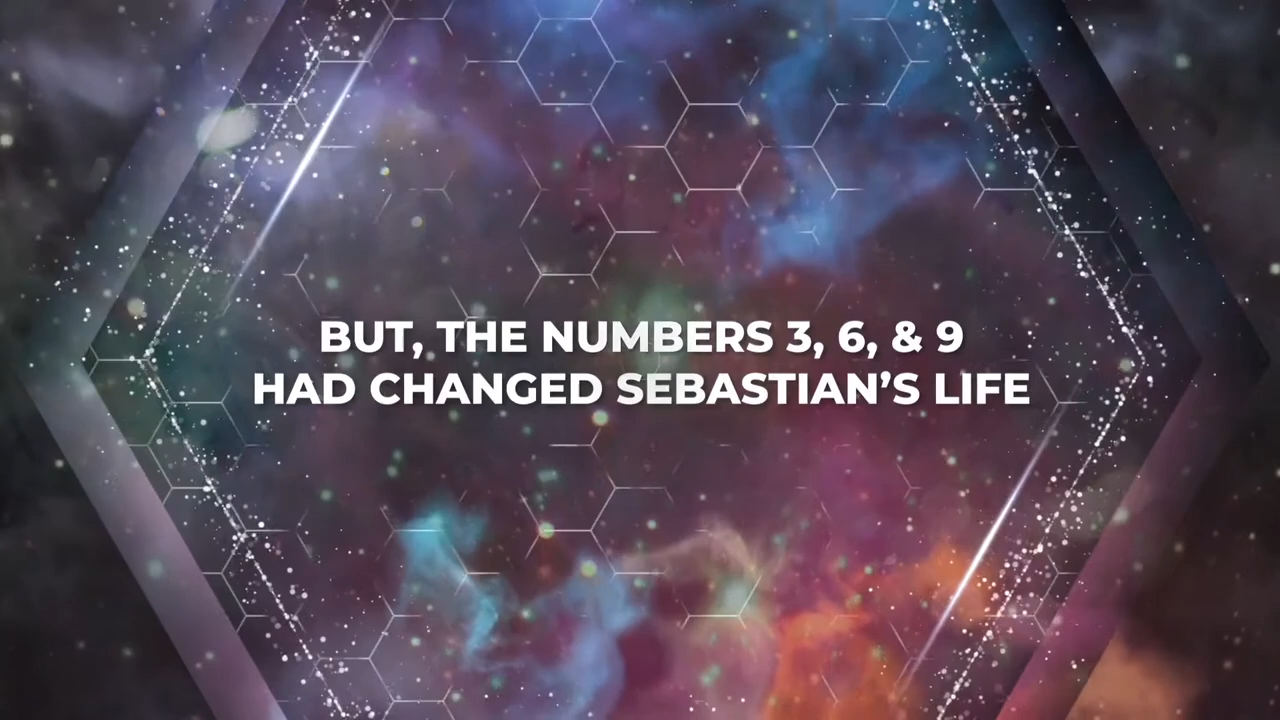 BUT, THE NUMBERS 3, 6, & 9
HAD CHANGED SEBASTIAN’S LIFE